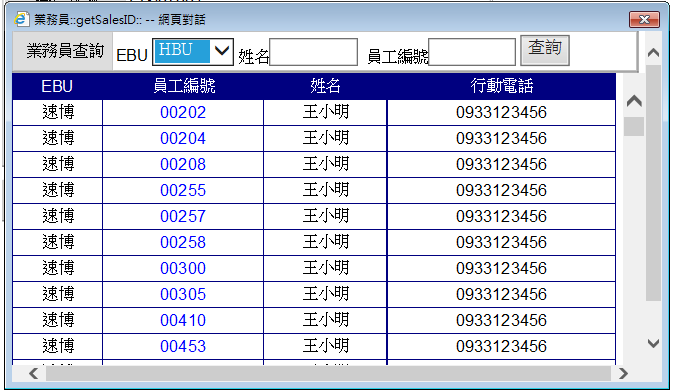 業務員::getSalesID:: -- 網頁對話
業務員查詢 EBU HBU 姓名 員工編號 查詢
EBU 員工編號 姓名 行動電話
速博 00202 王小明 0933123456
速博 00204 王小明 0933123456
速博 00208 王小明 0933123456
速博 00255 王小明 0933123456
速博 00257 王小明 0933123456
速博 00258 王小明 0933123456
速博 00300 王小明 0933123456
速博 00305 王小明 0933123456
速博 00410 王小明 0933123456
速博 00453 王小明 0933123456